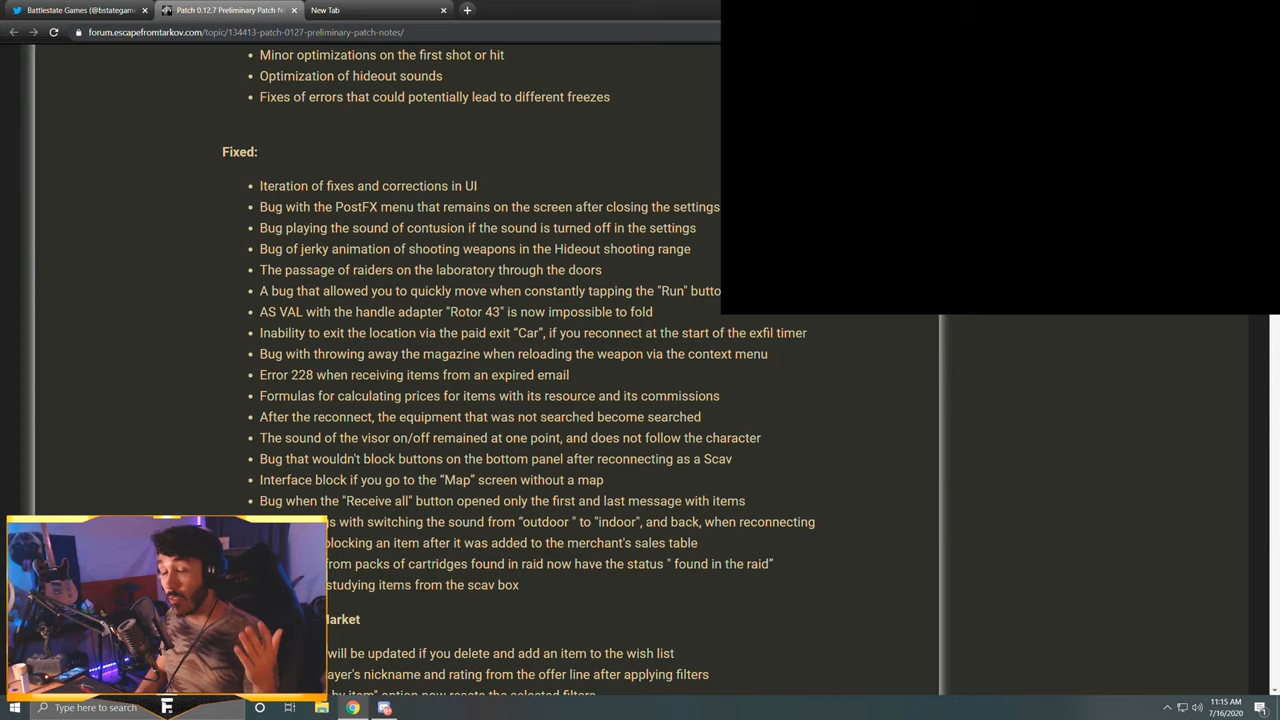 Battlestate Games (@bstategame
Patch 0.12.7 Preliminary Patch N
New Tab
forum.escapefromtarkov.com/topic/134413-patch-0127-preliminary-patch-notes/
• Minor optimizations on the first shot or hit
• Optimization of hideout sounds
• Fixes of errors that could potentially lead to different freezes
Fixed:
• Iteration of fixes and corrections in UI
• Bug with the PostFX menu that remains on the screen after closing the settings
• Bug playing the sound of contusion if the sound is turned off in the settings
• Bug of jerky animation of shooting weapons in the Hideout shooting range
• The passage of raiders on the laboratory through the doors
• A bug that allowed you to quickly move when constantly tapping the "Run" butto
• AS VAL with the handle adapter "Rotor 43" is now impossible to fold
• Inability to exit the location via the paid exit “Car”, if you reconnect at the start of the exfil timer
• Bug with throwing away the magazine when reloading the weapon via the context menu
• Error 228 when receiving items from an expired email
• Formulas for calculating prices for items with its resource and its commissions
• After the reconnect, the equipment that was not searched become searched
• The sound of the visor on/off remained at one point, and does not follow the character
• Bug that wouldn't block buttons on the bottom panel after reconnecting as a Scav
• Interface block if you go to the “Map” screen without a map
• Bug when the "Receive all" button opened only the first and last message with items
s with switching the sound from “outdoor " to "indoor", and back, when reconnecting
locking an item after it was added to the merchant's sales table
from packs of cartridges found in raid now have the status " found in the raid”
studying items from the scav box
arket
will be updated if you delete and add an item to the wish list
ayer's nickname and rating from the offer line after applying filters
by item" option now resets the selected filters
Type here to search
11:15 AM
7/16/2020